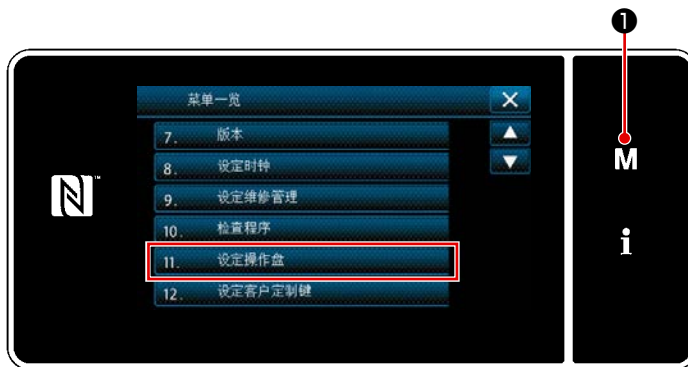 ❶
菜单一览
7. 版本
8. 设定时钟
9. 设定维修管理
10. 检查程序
11. 设定操作盘
12. 设定客户定制键
M
i